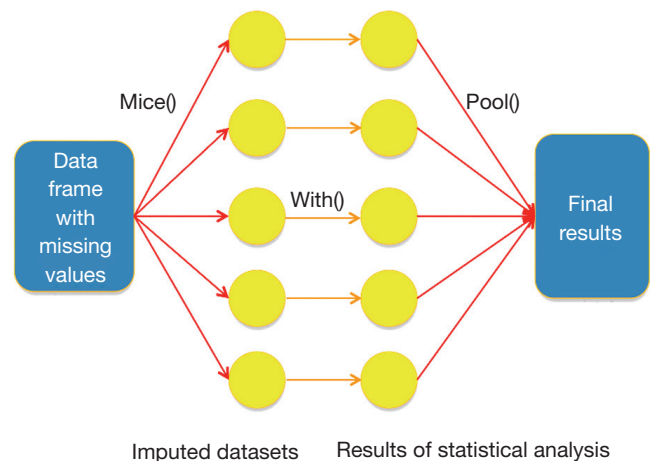 Mice()
Pool()
Data
frame
with
missing
values
With()
Final
results
Imputed datasets
Results of statistical analysis